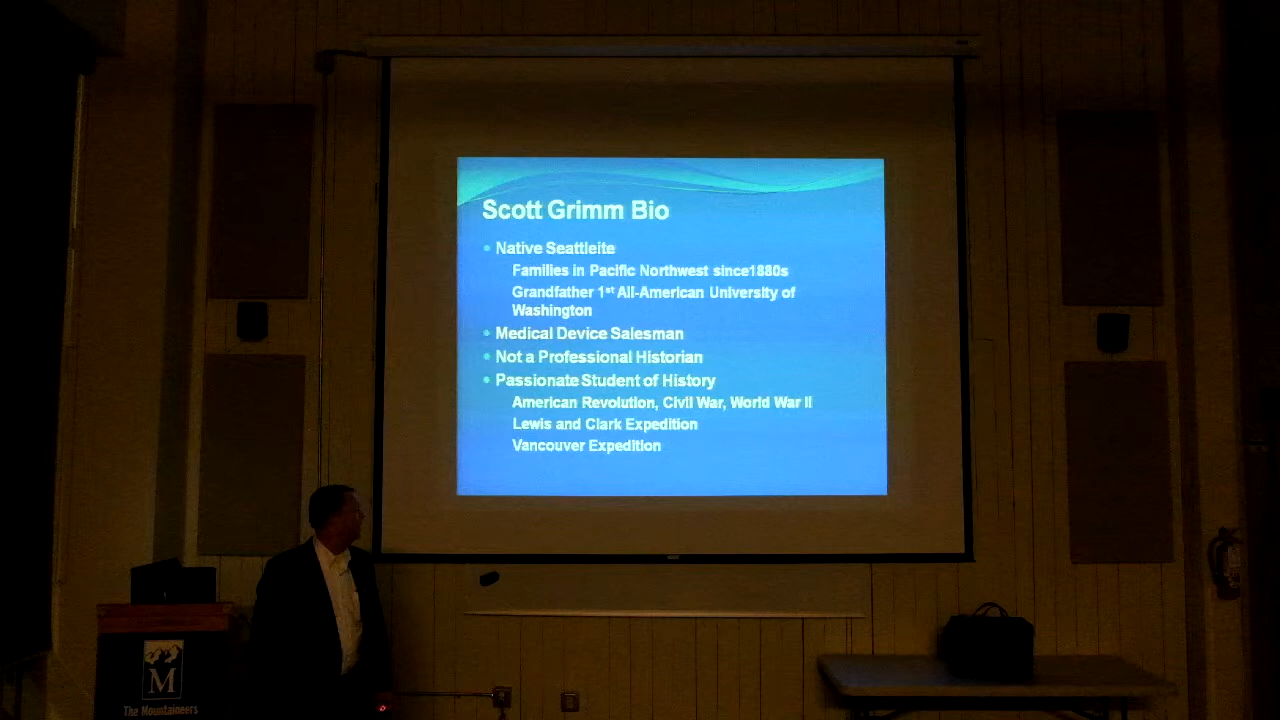 Scott Grimm Bio
• Native Seattleite
Families in Pacific Northwest since1880s
Grandfather 1st All-American University of
Washington
• Medical Device Salesman
• Not a Professional Historian
• Passionate Student of History
American Revolution, Civil War, World War II
Lewis and Clark Expedition
Vancouver Expedition
M
The Mountaineers